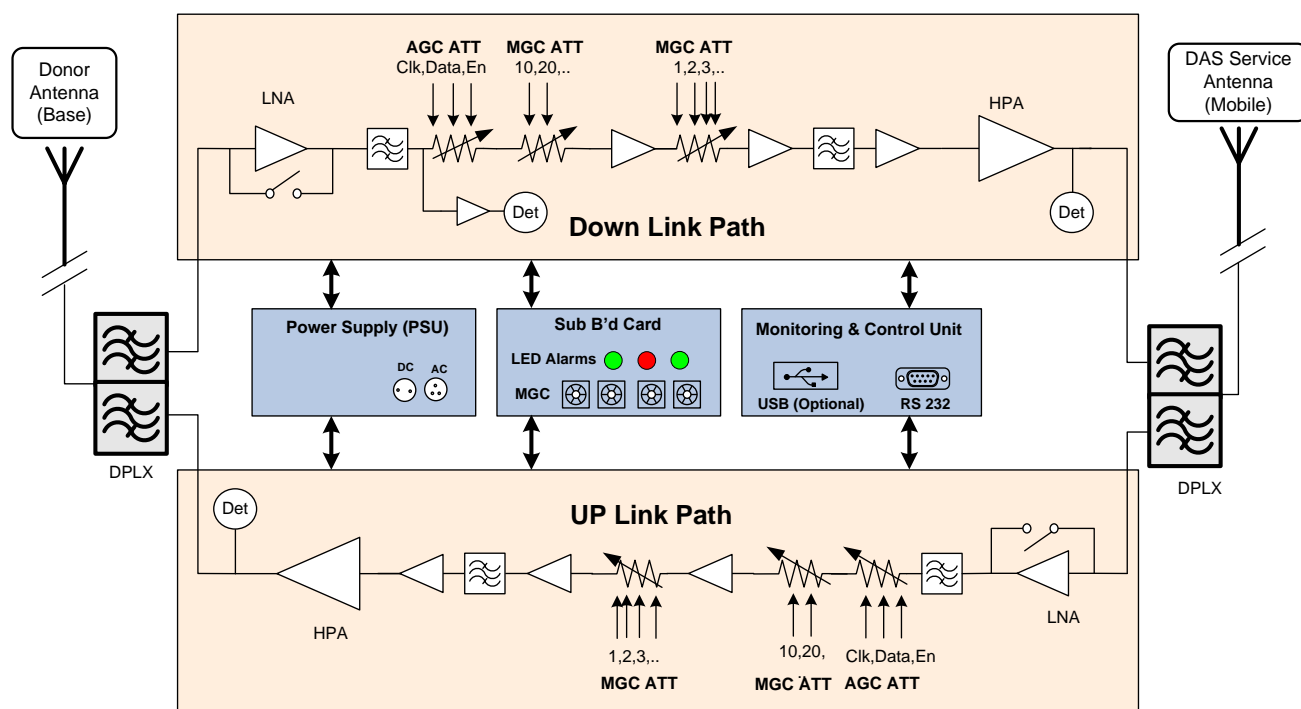 Donor
Antenna
(Base)
DAS Service
Antenna
(Mobile)
AGC ATT
Clk,Data,En
MGC ATT
10,20,..
MGC ATT
1,2,3,..
LNA
HPA
Det
Det
Down Link Path
Power Supply (PSU)
DC
AC
Sub B'd Card
LED Alarms
MGC
Monitoring & Control Unit
USB (Optional)
RS 232
DPLX
DPLX
Det
UP Link Path
HPA
LNA
1,2,3,..
MGC ATT
10,20,
.
MGC ATT
Clk,Data,En
AGC ATT